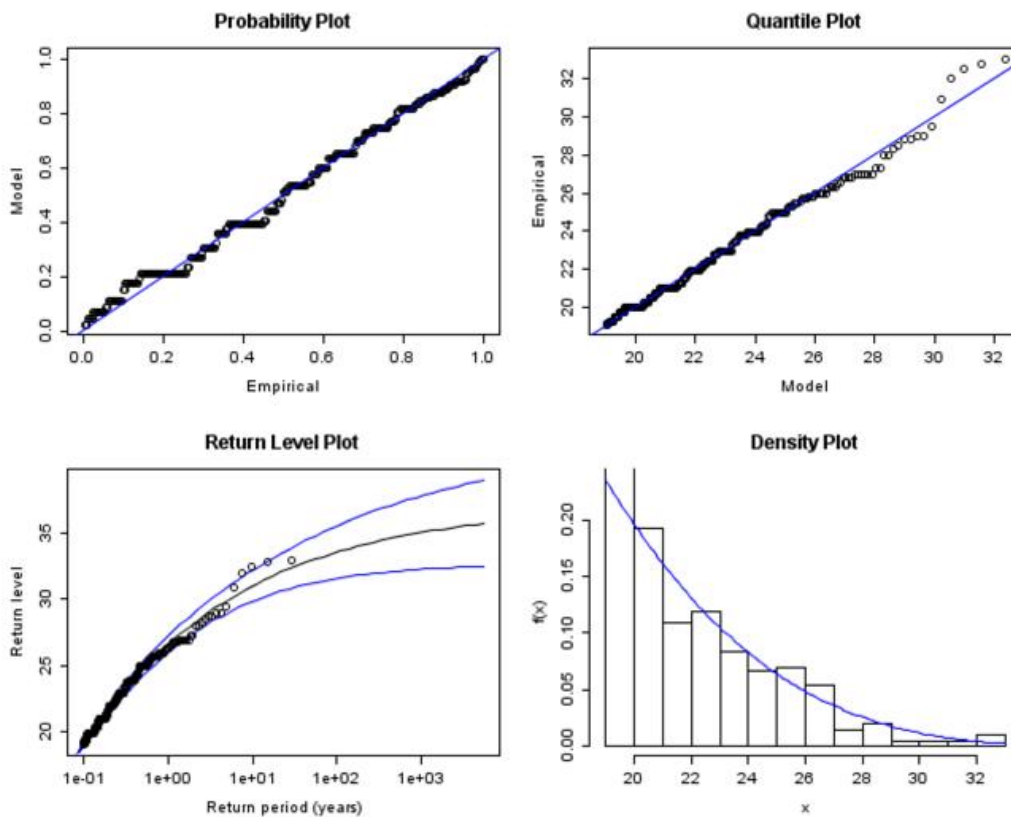 Probability Plot
Model
0.0 0.2 0.4 0.6 0.8 1.0
0.0 0.2 0.4 0.6 0.8 1.0
Empirical
Quantile Plot
Empirical
20 22 24 26 28 30 32
20 22 24 26 28 30 32
Model
Return Level Plot
Return level
20 25 30 35
1e-01 1e+00 1e+01 1e+02 1e+03
Return period (years)
Density Plot
f(x)
0.00 0.05 0.10 0.15 0.20
20 22 24 26 28 30 32
x